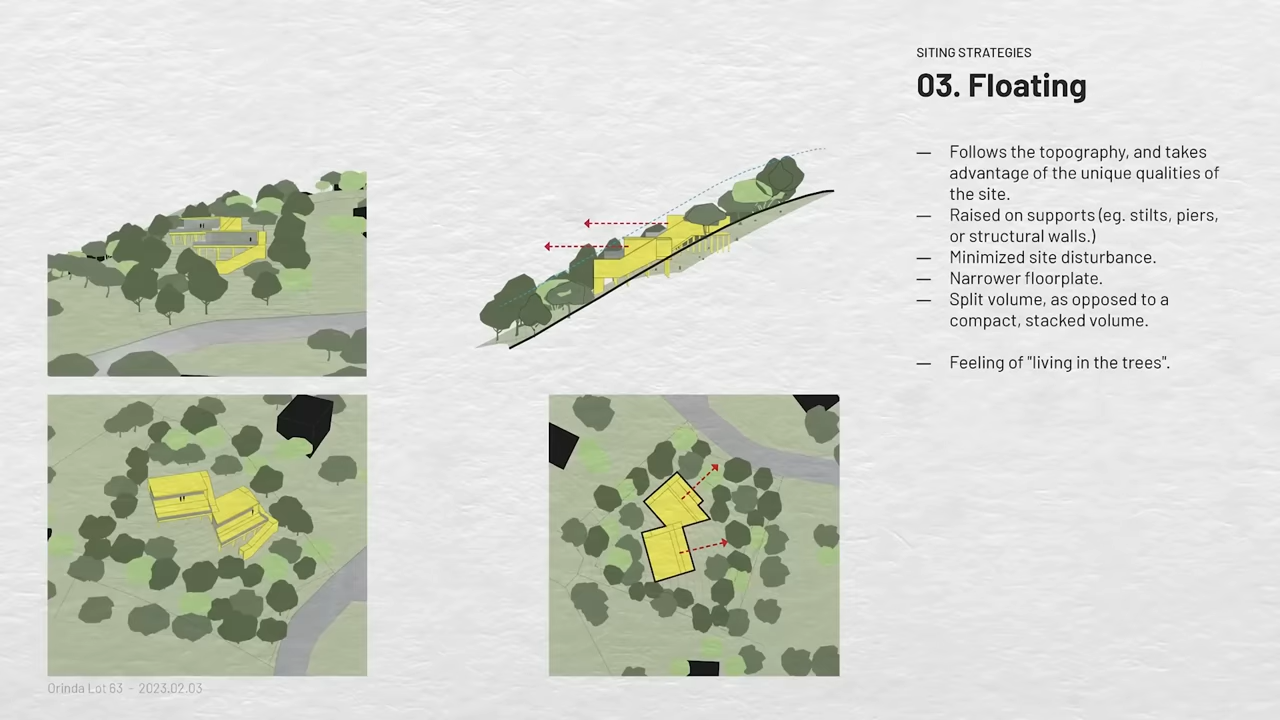 SITING STRATEGIES
03. Floating
— Follows the topography, and takes
advantage of the unique qualities of
the site.
— Raised on supports (eg. stilts, piers,
or structural walls.)
— Minimized site disturbance.
— Narrower floorplate.
— Split volume, as opposed to a
compact, stacked volume.
— Feeling of "living in the trees".
Orinda Lot 63 - 2023.02.03